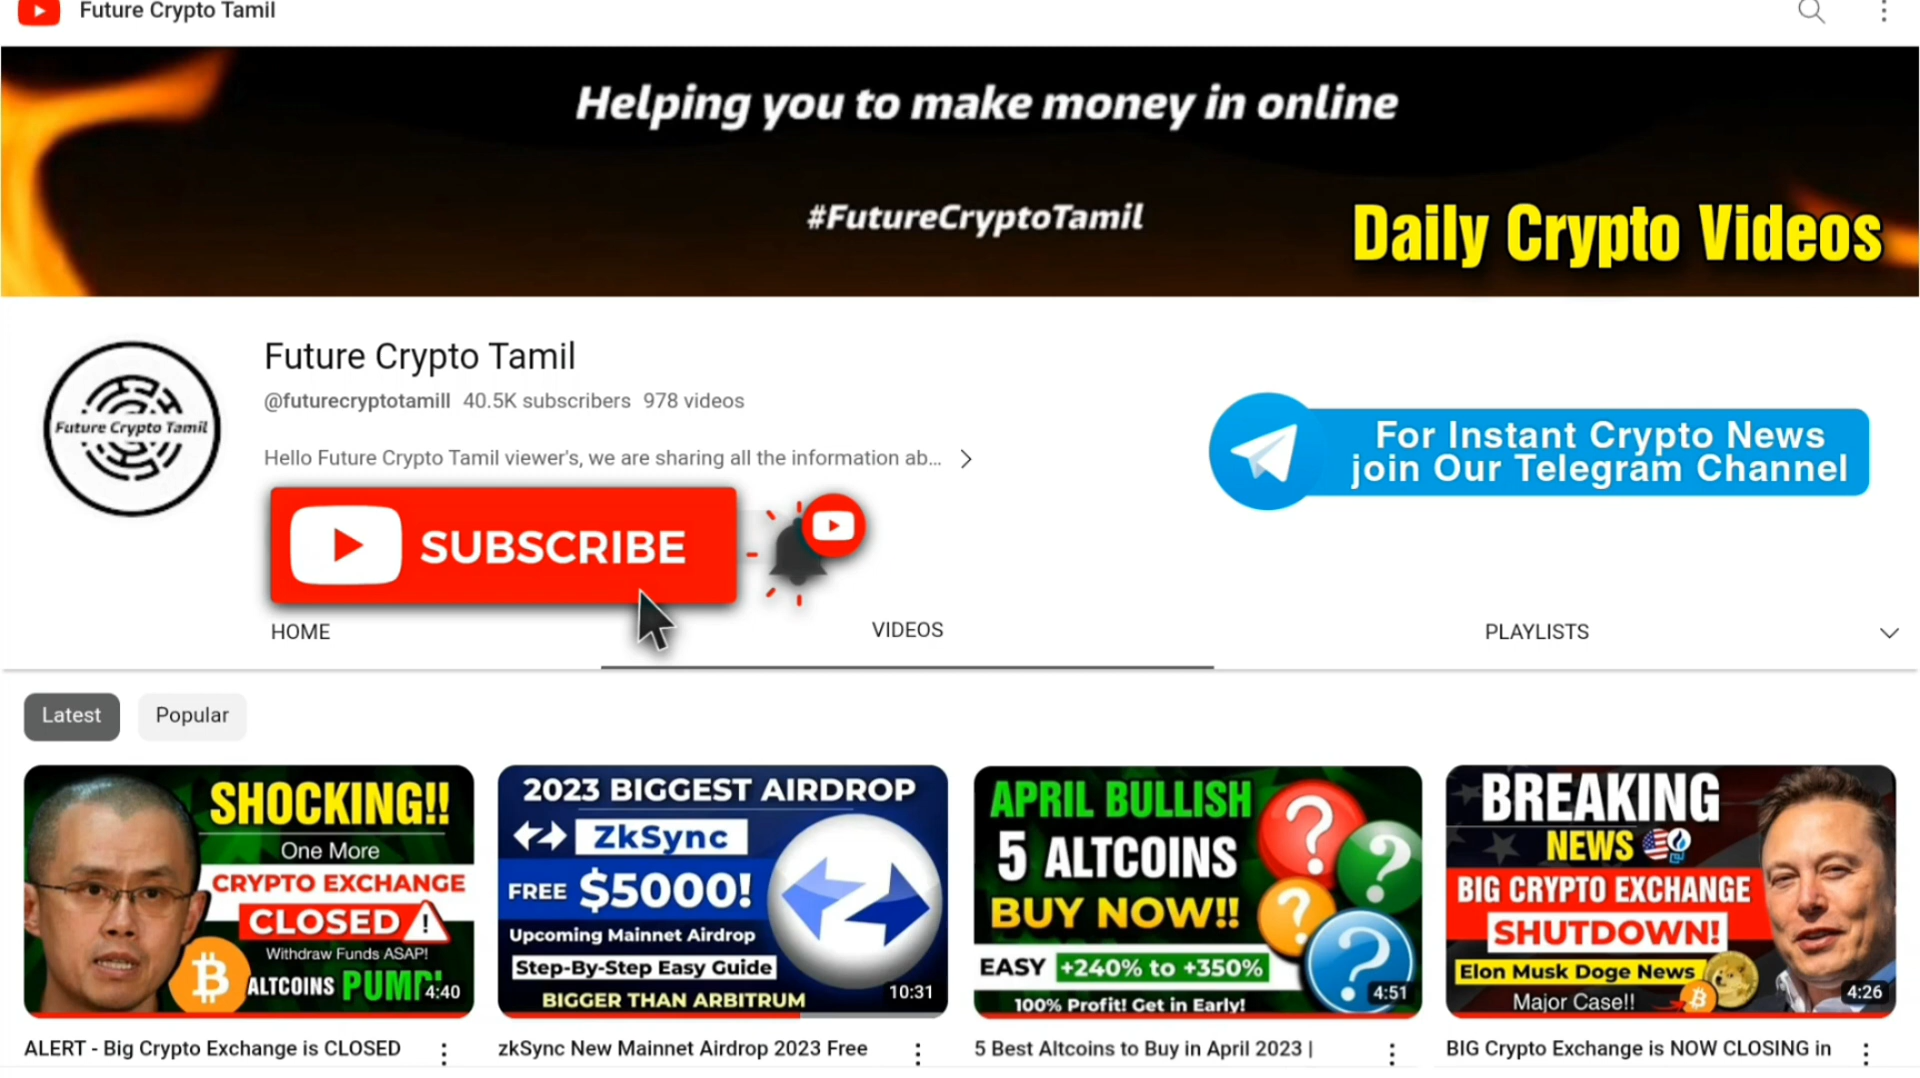 Future Crypto Tamil
Helping you to make money in online
#FutureCryptoTamil
Daily Crypto Videos
Future Crypto Tamil
Future Crypto Tamil
@futurecryptotamill 40.5K subscribers 978 videos
Hello Future Crypto Tamil viewer's, we are sharing all the information ab...
For Instant Crypto News
join Our Telegram Channel
SUBSCRIBE
HOME
VIDEOS
PLAYLISTS
Latest
Popular
SHOCKING!!
One More
CRYPTO EXCHANGE
CLOSED
Withdraw Funds ASAP!
ALTCOINS PUMP!
4:40
ALERT - Big Crypto Exchange is CLOSED
2023 BIGGEST AIRDROP
ZkSync
FREE $5000!
Upcoming Mainnet Airdrop
Step-By-Step Easy Guide
BIGGER THAN ARBITRUM
10:31
zkSync New Mainnet Airdrop 2023 Free
APRIL BULLISH
5 ALTCOINS
BUY NOW!!
EASY +240% to +350%
100% Profit! Get in Early!
4:51
5 Best Altcoins to Buy in April 2023 |
BREAKING
NEWS
BIG CRYPTO EXCHANGE
SHUTDOWN!
Elon Musk Doge News
Major Case!!
4:26
BIG Crypto Exchange is NOW CLOSING in